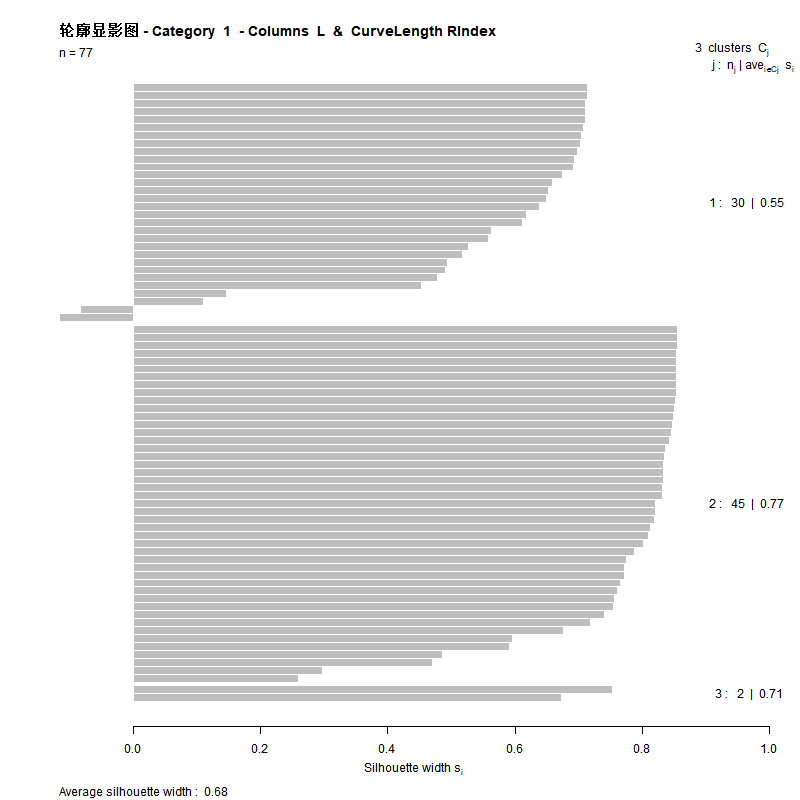 轮廓显影图 - Category 1 - Columns L & CurveLength RIndex
n = 77
3 clusters Cj
j : nj | avei∈Cj si
1 : 30 | 0.55
2 : 45 | 0.77
3 : 2 | 0.71
0.0 0.2 0.4 0.6 0.8 1.0
Silhouette width si
Average silhouette width : 0.68